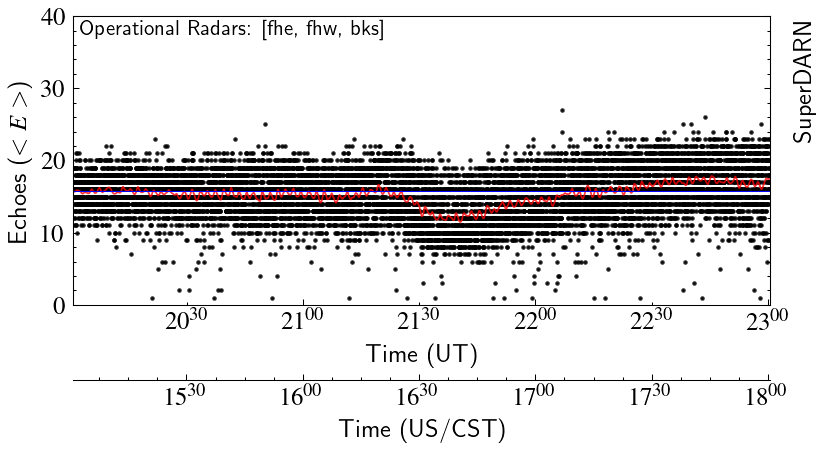 Operational Radars: [fhe, fhw, bks]
SuperDARN
Echoes (< E >)
40
30
20
10
0
20³⁰ 21⁰⁰ 21³⁰ 22⁰⁰ 22³⁰ 23⁰⁰
Time (UT)
15³⁰ 16⁰⁰ 16³⁰ 17⁰⁰ 17³⁰ 18⁰⁰
Time (US/CST)